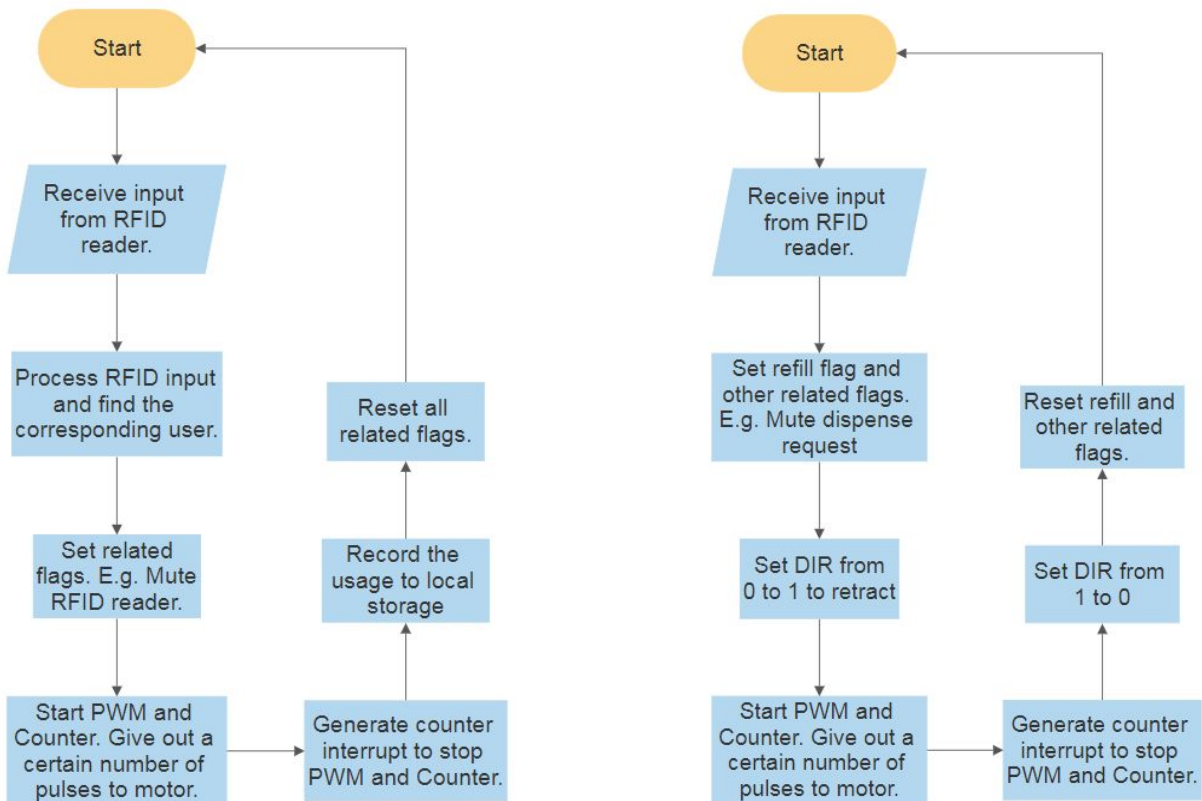 Start
Receive input
from RFID
reader.
Process RFID input
and find the
corresponding user.
Set related
flags. E.g. Mute
RFID reader.
Start PWM and
Counter. Give out a
certain number of
pulses to motor.
Generate counter
interrupt to stop
PWM and Counter.
Record the
usage to local
storage
Reset all
related flags.
Start
Receive input
from RFID
reader.
Set refill flag and
other related flags.
E.g. Mute dispense
request
Set DIR from
0 to 1 to retract
Start PWM and
Counter. Give out a
certain number of
pulses to motor.
Generate counter
interrupt to stop
PWM and Counter.
Set DIR from
1 to 0
Reset refill and
other related
flags.